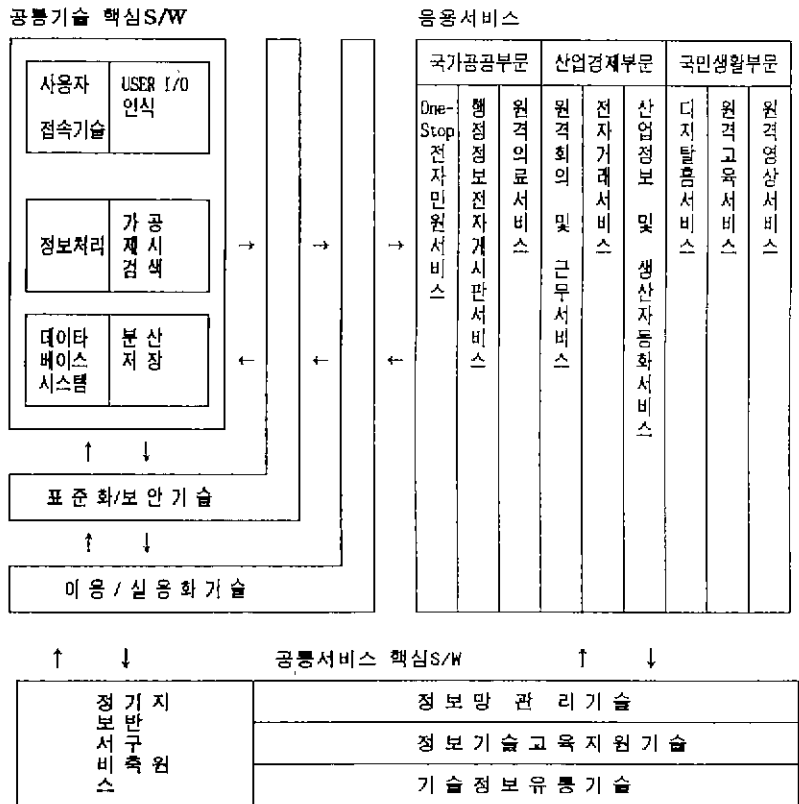 공통기술 핵심S/W
응용서비스
사용자
접속기술
USER I/O
인식
정보처리
가 공
제 시
검 색
데이타
베이스
시스템
분 산
저 장
→ → →
← ← ←
↑ ↓
표 준 화/보 안 기 술
↑ ↓
이 용 / 실 용 화 기 술
국가공공부문
산업경제부문
국민생활부문
One-Stop 전자민원서비스
행정정보전자게시판서비스
원격의료서비스
원격회의 및 근무서비스
전자거래서비스
산업정보 및 생산자동화서비스
디지탈홈서비스
원격교육서비스
원격영상서비스
↑ ↓
공통서비스 핵심S/W
↑ ↓
정보서비스
기반구축
지원
정 보 망 관 리 기 술
정 보 기 술 교 육 지 원 기 술
기 술 정 보 유 통 기 술